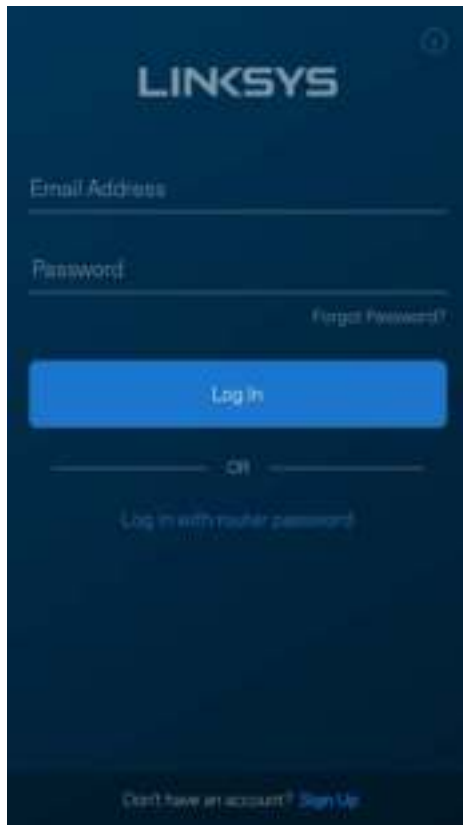 LINKSYS
Email Address
Password
Forgot Password?
Log In
OR
Log in with router password
Don't have an account? Sign Up